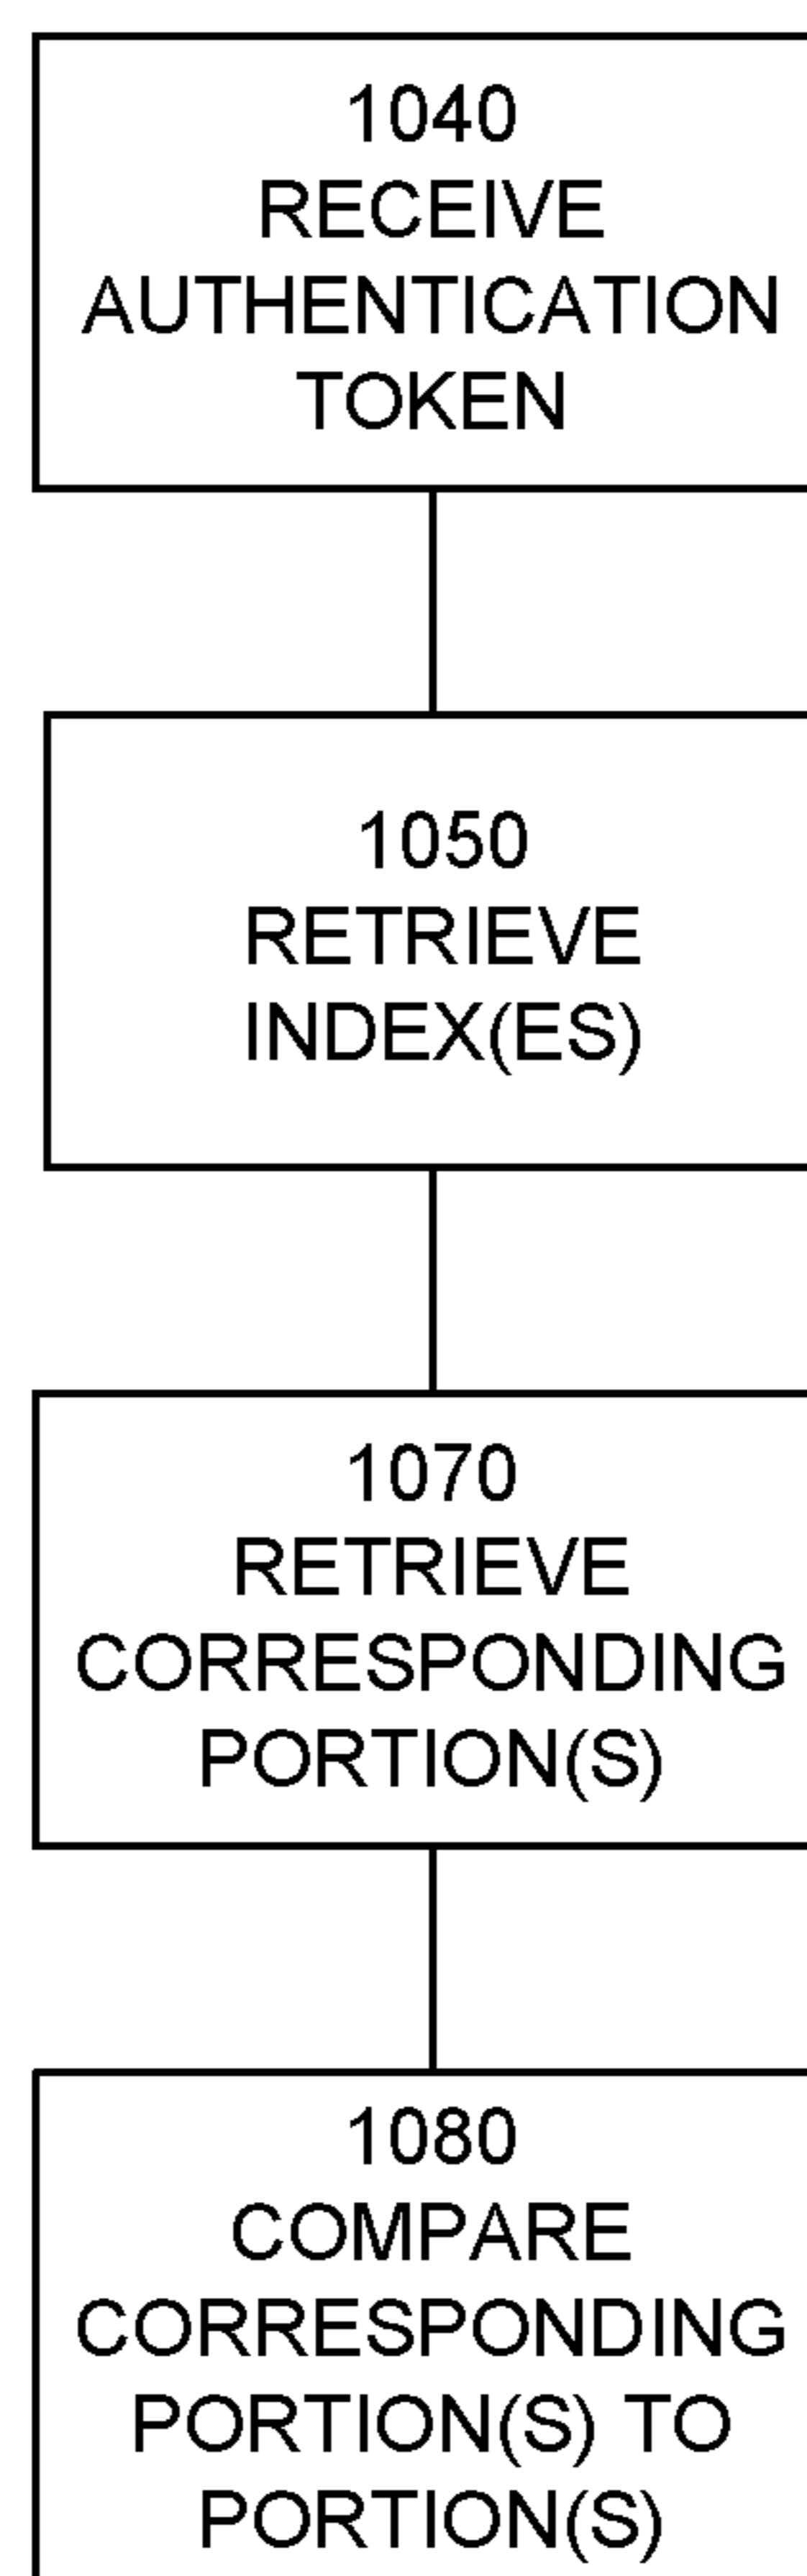 1040
RECEIVE
AUTHENTICATION
TOKEN
1050
RETRIEVE
INDEX(ES)
1070
RETRIEVE
CORRESPONDING
PORTION(S)
1080
COMPARE
CORRESPONDING
PORTION(S) TO
PORTION(S)